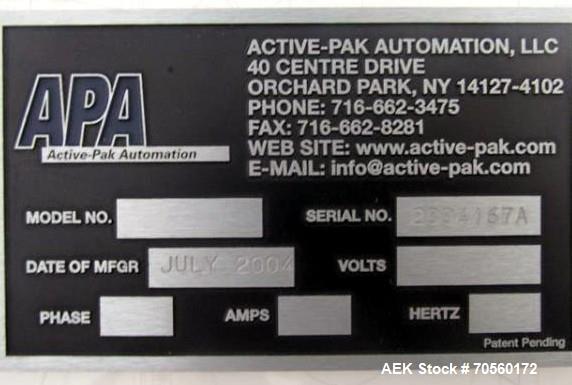 ACTIVE-PAK AUTOMATION, LLC
40 CENTRE DRIVE
ORCHARD PARK, NY 14127-4102
PHONE: 716-662-3475
FAX: 716-662-8281
WEB SITE: www.active-pak.com
E-MAIL: info@active-pak.com
APA
Active-Pak Automation
MODEL NO.
SERIAL NO.
DATE OF MFGR JULY 2004 VOLTS
PHASE AMPS HERTZ
Patent Pending
AEK Stock # 70560172